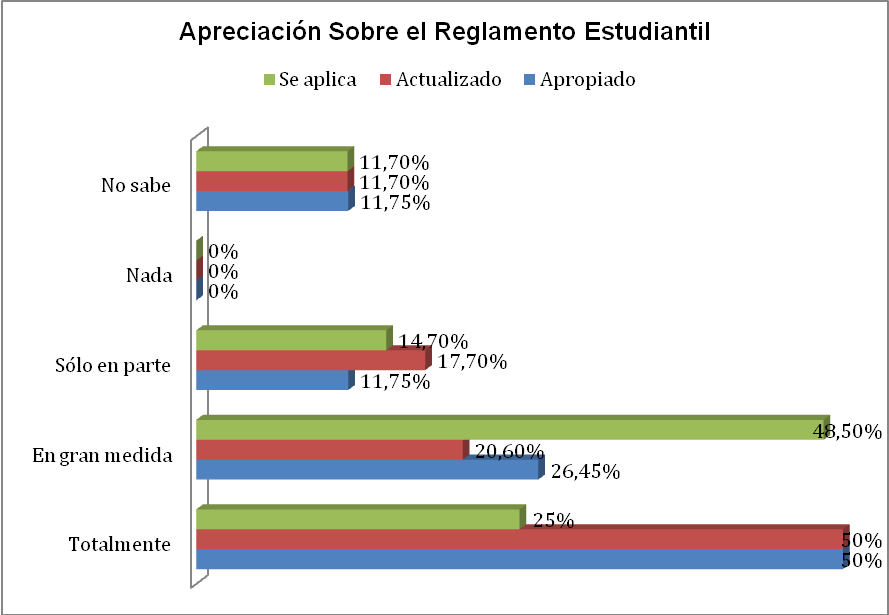 Apreciación Sobre el Reglamento Estudiantil
Se aplica Actualizado Apropiado
No sabe
11,70%
11,70%
11,75%
Nada
0%
0%
0%
Sólo en parte
14,70%
17,70%
11,75%
En gran medida
48,50%
20,60%
26,45%
Totalmente
25%
50%
50%